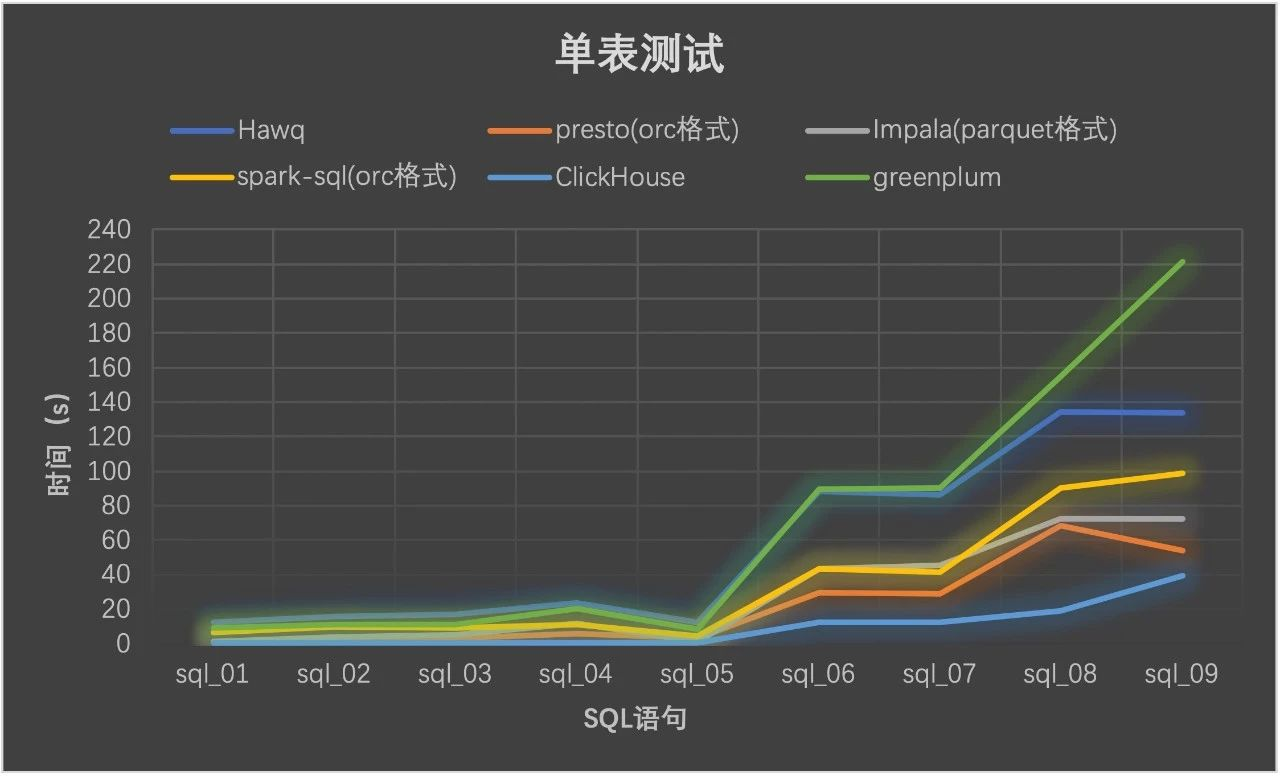 单表测试
Hawq presto(orc格式) Impala(parquet格式)
spark-sql(orc格式) ClickHouse greenplum
240
220
200
180
160
140
120
100
80
60
40
20
0
时间（s）
sql_01 sql_02 sql_03 sql_04 sql_05 sql_06 sql_07 sql_08 sql_09
SQL语句